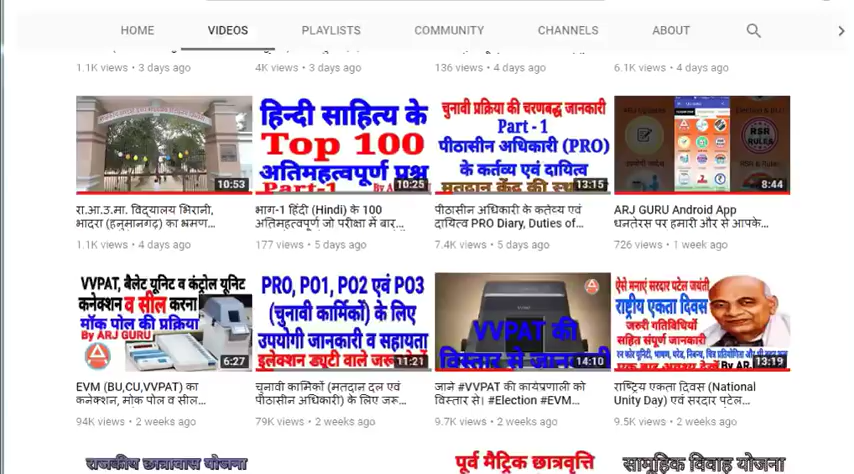 HOME VIDEOS PLAYLISTS COMMUNITY CHANNELS ABOUT
1.1K views • 3 days ago
4K views • 3 days ago
136 views • 4 days ago
6.1K views • 4 days ago
10:53
हिन्दी साहित्य के
Top 100
अतिमहत्वपूर्ण प्रश्न
Part-1
10:25
चुनावी प्रक्रिया की चरणबद्ध जानकारी
Part - 1
पीठासीन अधिकारी (PRO)
के कर्तव्य एवं दायित्व
मतदान केंद्र की
13:15
RSR
RULES
8:44
रा.आ.उ.मा. विद्यालय भिरानी,
भादरा (हनुमानगढ़) का भ्रमण...
1.1K views • 4 days ago
भाग-1 हिंदी (Hindi) के 100
अतिमहत्वपूर्ण जो परीक्षा में बार...
177 views • 5 days ago
पीठासीन अधिकारी के कर्तव्य एवं
दायित्व PRO Diary, Duties of...
7.4K views • 5 days ago
ARJ GURU Android App
धनतेरस पर हमारी और से आपके...
726 views • 1 week ago
VVPAT, बैलेट यूनिट व कंट्रोल यूनिट
कनेक्शन व सील करना
मॉक पोल की प्रक्रिया
By ARJ GURU
6:27
PRO, PO1, PO2 एवं PO3
(चुनावी कार्मिकों) के लिए
उपयोगी जानकारी व सहायता
इलेक्शन ड्यूटी वाले
11:21
VVPAT की
विस्तार से जानकारी
14:10
ऐसे मनाएं सरदार पटेल जयंती
राष्ट्रीय एकता दिवस
जरुरी गतिविधियों
सहित संपूर्ण जानकारी
13:19
EVM (BU,CU,VVPAT) का
कनेक्शन, मोक पोल व सील...
94K views • 2 weeks ago
चुनावी कार्मिकों (मतदान दल एवं
पीठासीन अधिकारी) के लिए जरू...
79K views • 2 weeks ago
जाने #VVPAT की कार्यप्रणाली को
विस्तार से। #Election #EVM...
9.7K views • 2 weeks ago
राष्ट्रिय एकता दिवस (National
Unity Day) एवं सरदार पटेल...
9.5K views • 2 weeks ago
राजकीय छात्रावास योजना
पूर्व मैट्रिक छात्रवृत्ति
सामूहिक विवाह योजना